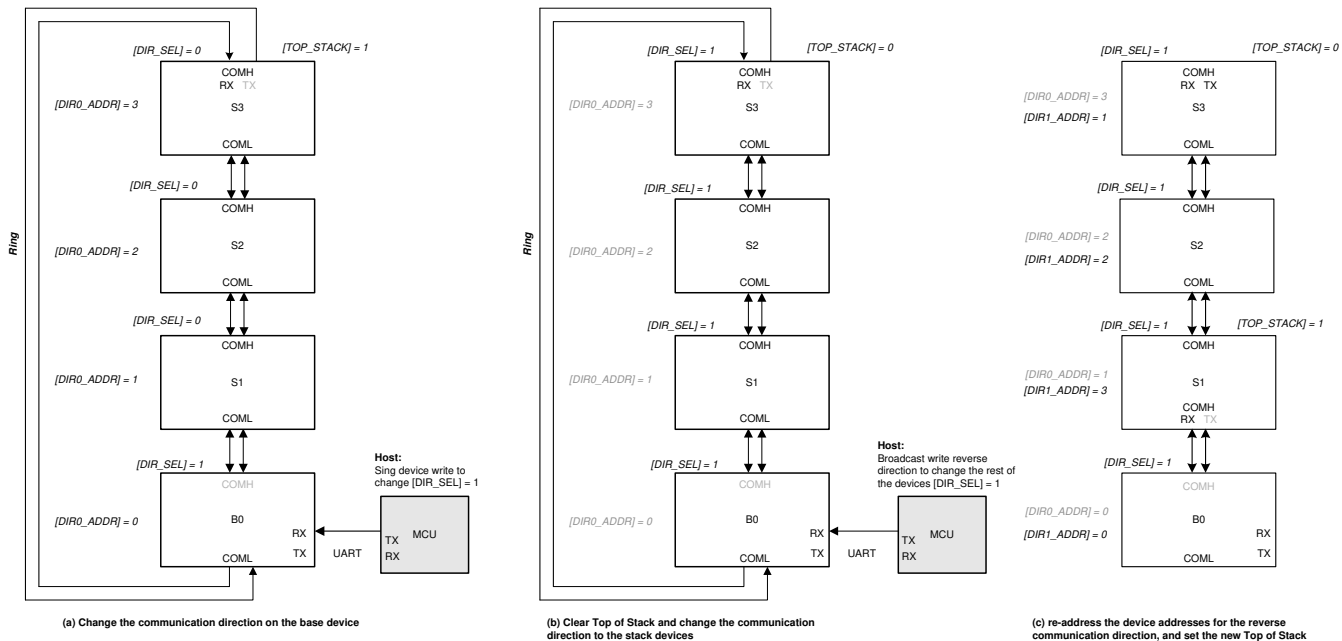 [DIR_SEL] = 0
[TOP_STACK] = 1
COMH
RX TX
[DIR0_ADDR] = 3
S3
COML
[DIR_SEL] = 0
COMH
Ring
[DIR0_ADDR] = 2
S2
COML
[DIR_SEL] = 0
COMH
[DIR0_ADDR] = 1
S1
COML
[DIR_SEL] = 1
Host:
Sing device write to
change [DIR_SEL] = 1
COMH
[DIR0_ADDR] = 0
B0
RX
TX
COML
UART
TX
RX
MCU
(a) Change the communication direction on the base device
[DIR_SEL] = 1
[TOP_STACK] = 0
COMH
RX TX
[DIR0_ADDR] = 3
S3
COML
[DIR_SEL] = 1
COMH
Ring
[DIR0_ADDR] = 2
S2
COML
[DIR_SEL] = 1
COMH
[DIR0_ADDR] = 1
S1
COML
[DIR_SEL] = 1
Host:
Broadcast write reverse
direction to change the rest of
the devices [DIR_SEL] = 1
COMH
[DIR0_ADDR] = 0
B0
RX
TX
COML
UART
TX
RX
MCU
(b) Clear Top of Stack and change the communication
direction to the stack devices
[DIR_SEL] = 1
[TOP_STACK] = 0
COMH
RX TX
[DIR0_ADDR] = 3
[DIR1_ADDR] = 1
S3
COML
[DIR_SEL] = 1
COMH
[DIR0_ADDR] = 2
[DIR1_ADDR] = 2
S2
COML
[DIR_SEL] = 1
[TOP_STACK] = 1
COMH
[DIR0_ADDR] = 1
[DIR1_ADDR] = 3
S1
COMH
RX TX
[DIR_SEL] = 1
COMH
[DIR0_ADDR] = 0
[DIR1_ADDR] = 0
B0
RX
TX
COML
(c) re-address the device addresses for the reverse
communication direction, and set the new Top of Stack